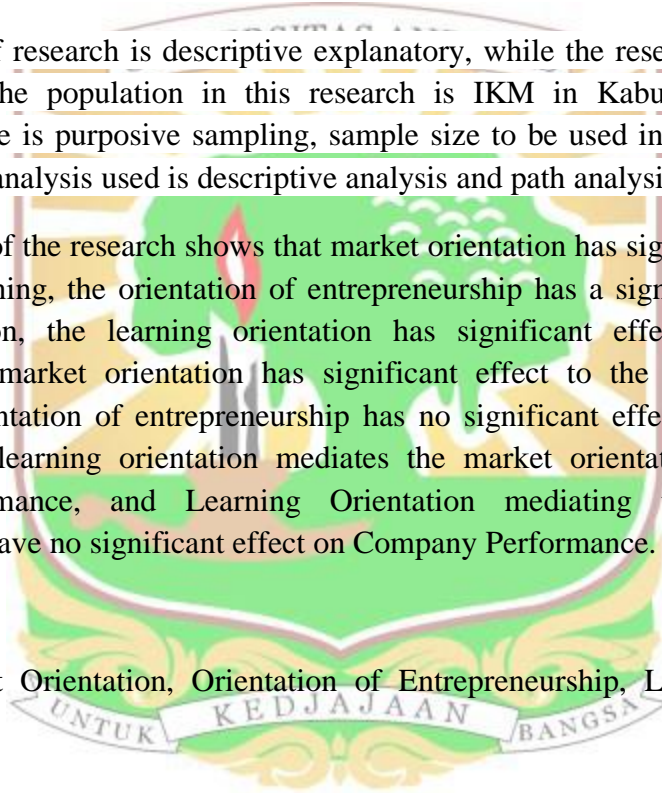 f research is descriptive explanatory, while the rese
he population in this research is IKM in Kabu
e is purposive sampling, sample size to be used in
analysis used is descriptive analysis and path analysi
of the research shows that market orientation has sig
ning, the orientation of entrepreneurship has a sign
on, the learning orientation has significant effe
market orientation has significant effect to the
ntation of entrepreneurship has no significant effe
learning orientation mediates the market orientat
mance, and Learning Orientation mediating
ave no significant effect on Company Performance.
t Orientation, Orientation of Entrepreneurship, L
UNTUK KEDJAJAAN BANGSA